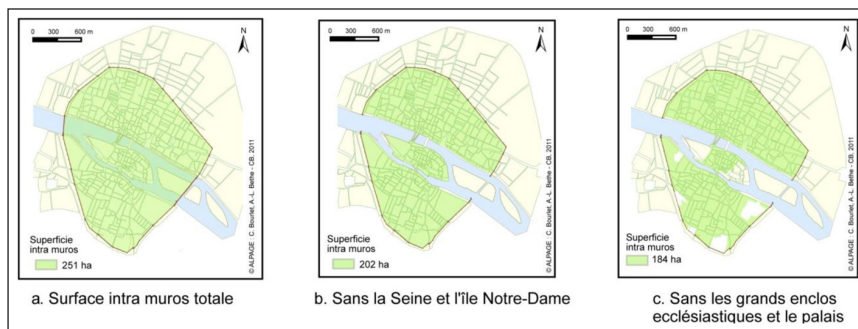 0 300 600 m
N
Superficie
intra muros
251 ha
© ALPAGE : C. Bourlet, A.-L. Bethe - CB, 2011
a. Surface intra muros totale
0 300 600 m
N
Superficie
intra muros
202 ha
© ALPAGE : C. Bourlet, A.-L. Bethe - CB, 2011
b. Sans la Seine et l'île Notre-Dame
0 300 600 m
N
Superficie
intra muros
184 ha
© ALPAGE : C. Bourlet, A.-L. Bethe - CB, 2011
c. Sans les grands enclos
ecclésiastiques et le palais